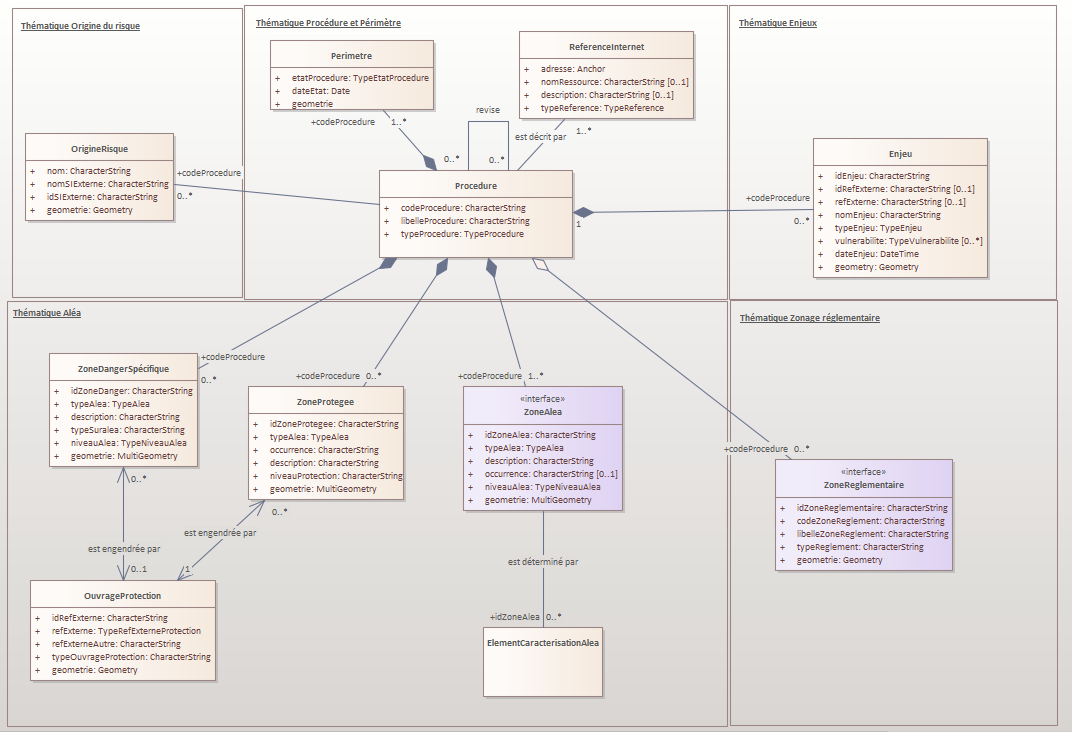 Thématique Origine du risque
Thématique Procédure et Périmètre
Thématique Enjeux
Perimetre
+ etatProcedure: TypeEtatProcedure
+ dateEtat: Date
+ geometrie
ReferenceInternet
+ adresse: Anchor
+ nomRessource: CharacterString [0..1]
+ description: CharacterString [0..1]
+ typeReference: TypeReference
+codeProcedure 1..*
revise
est décrit par
1..*
0..*
0..*
OrigineRisque
+ nom: CharacterString
+ nomSIExterne: CharacterString
+ idSIExterne: CharacterString
+ geometrie: Geometry
+codeProcedure
0..*
Procedure
+ codeProcedure: CharacterString
+ libelleProcedure: CharacterString
+ typeProcedure: TypeProcedure
1
+codeProcedure
0..*
Enjeu
+ idEnjeu: CharacterString
+ idRefExterne: CharacterString [0..1]
+ refExterne: CharacterString [0..1]
+ nomEnjeu: CharacterString
+ typeEnjeu: TypeEnjeu
+ vulnerabilite: TypeVulnerabilite [0..*]
+ dateEnjeu: DateTime
+ geometry: Geometry
Thématique Aléa
Thématique Zonage réglementaire
+codeProcedure
0..*
ZoneDangerSpécifique
+ idZoneDanger: CharacterString
+ typeAlea: TypeAlea
+ description: CharacterString
+ typeSuralea: CharacterString
+ niveauAlea: TypeNiveauAlea
+ geometrie: MultiGeometry
+codeProcedure 0..*
ZoneProtegee
+ idZoneProtegee: CharacterString
+ typeAlea: TypeAlea
+ occurrence: CharacterString
+ description: CharacterString
+ niveauProtection: CharacterString
+ geometrie: MultiGeometry
+codeProcedure 1..*
«interface»
ZoneAlea
+ idZoneAlea: CharacterString
+ typeAlea: TypeAlea
+ description: CharacterString
+ occurrence: CharacterString [0..1]
+ niveauAlea: TypeNiveauAlea
+ geometrie: MultiGeometry
+codeProcedure 0..*
«interface»
ZoneReglementaire
+ idZoneReglementaire: CharacterString
+ codeZoneReglement: CharacterString
+ libelleZoneReglement: CharacterString
+ typeReglement: CharacterString
+ geometrie: Geometry
0..*
est engendrée par
0..1
0..*
est engendrée par
1
est déterminé par
+idZoneAlea 0..*
OuvrageProtection
+ idRefExterne: CharacterString
+ refExterne: TypeRefExterneProtection
+ refExterneAutre: CharacterString
+ typeOuvrageProtection: CharacterString
+ geometrie: Geometry
ElementCaracterisationAlea